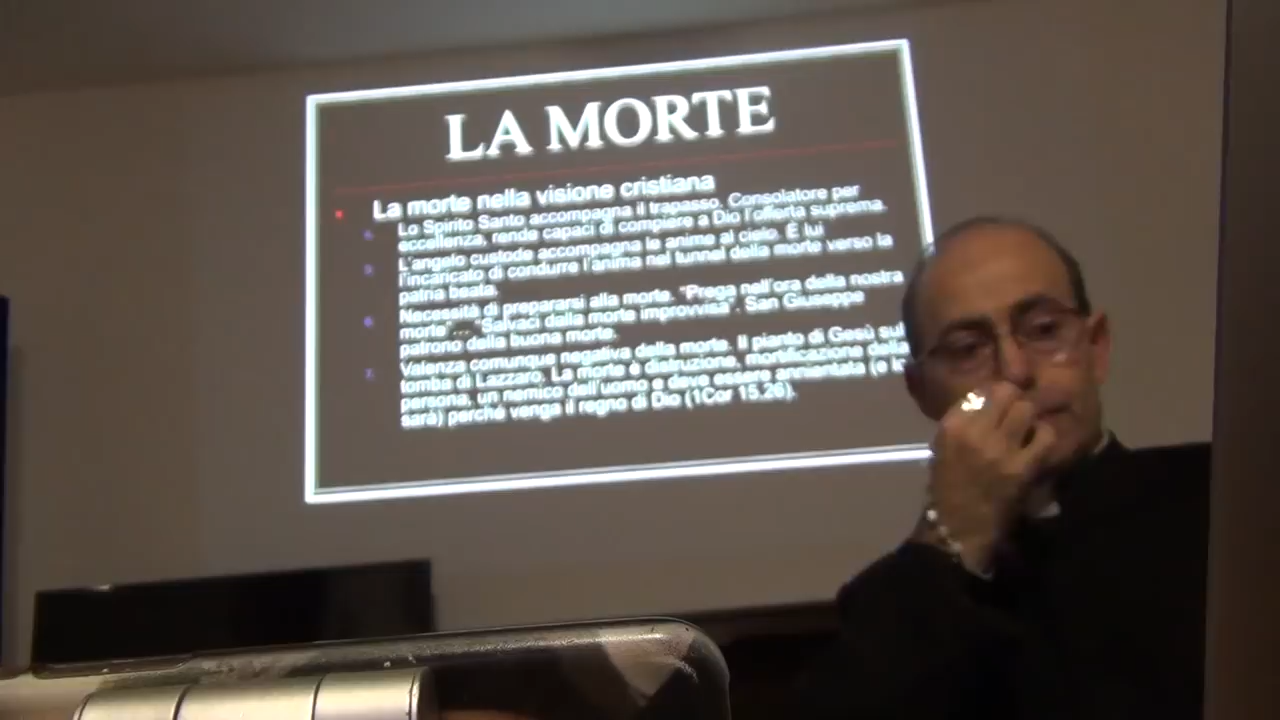 LA MORTE
La morte nella visione cristiana
Lo Spirito Santo accompagna il trapasso. Consolatore per
eccellenza, rende capaci di compiere a Dio l'offerta suprema.
L'angelo custode accompagna le anime al cielo. È lui
l'incaricato di condurre l'anima nel tunnel della morte verso la
patria beata.
Necessità di prepararsi alla morte. "Prega nell'ora della nostra
morte"... "Salvaci della morte improvvisa". San Giuseppe
patrono della buona morte.
Valenza comunque negativa della morte. Il pianto di Gesù sul
tomba di Lazzaro. La morte è distruzione, mortificazione della
persona, un nemico dell'uomo e deve essere annientata (e
sarà) perché venga il regno di Dio (1Cor 15,26).